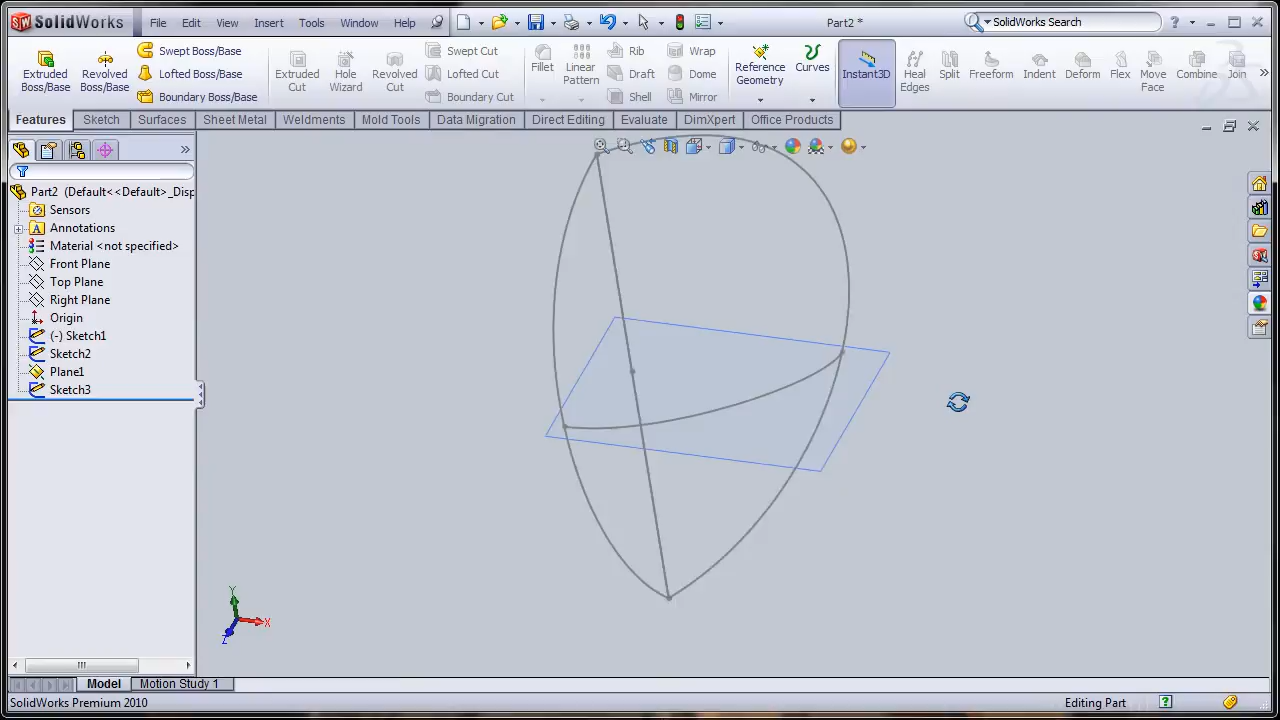 SolidWorks File Edit View Insert Tools Window Help Part2 * SolidWorks Search
Extruded Boss/Base
Revolved Boss/Base
Swept Boss/Base
Lofted Boss/Base
Boundary Boss/Base
Extruded Cut
Hole Wizard
Revolved Cut
Swept Cut
Lofted Cut
Boundary Cut
Fillet
Linear Pattern
Rib
Draft
Shell
Wrap
Dome
Mirror
Reference Geometry
Curves
Instant3D
Heal Edges
Split
Freeform
Indent
Deform
Flex
Move Face
Combine
Join
Features Sketch Surfaces Sheet Metal Weldments Mold Tools Data Migration Direct Editing Evaluate DimXpert Office Products
Part2 (Default<<Default>_Disp
Sensors
Annotations
Material <not specified>
Front Plane
Top Plane
Right Plane
Origin
(-) Sketch1
Sketch2
Plane1
Sketch3
Y
X
Z
Model Motion Study 1
SolidWorks Premium 2010 Editing Part